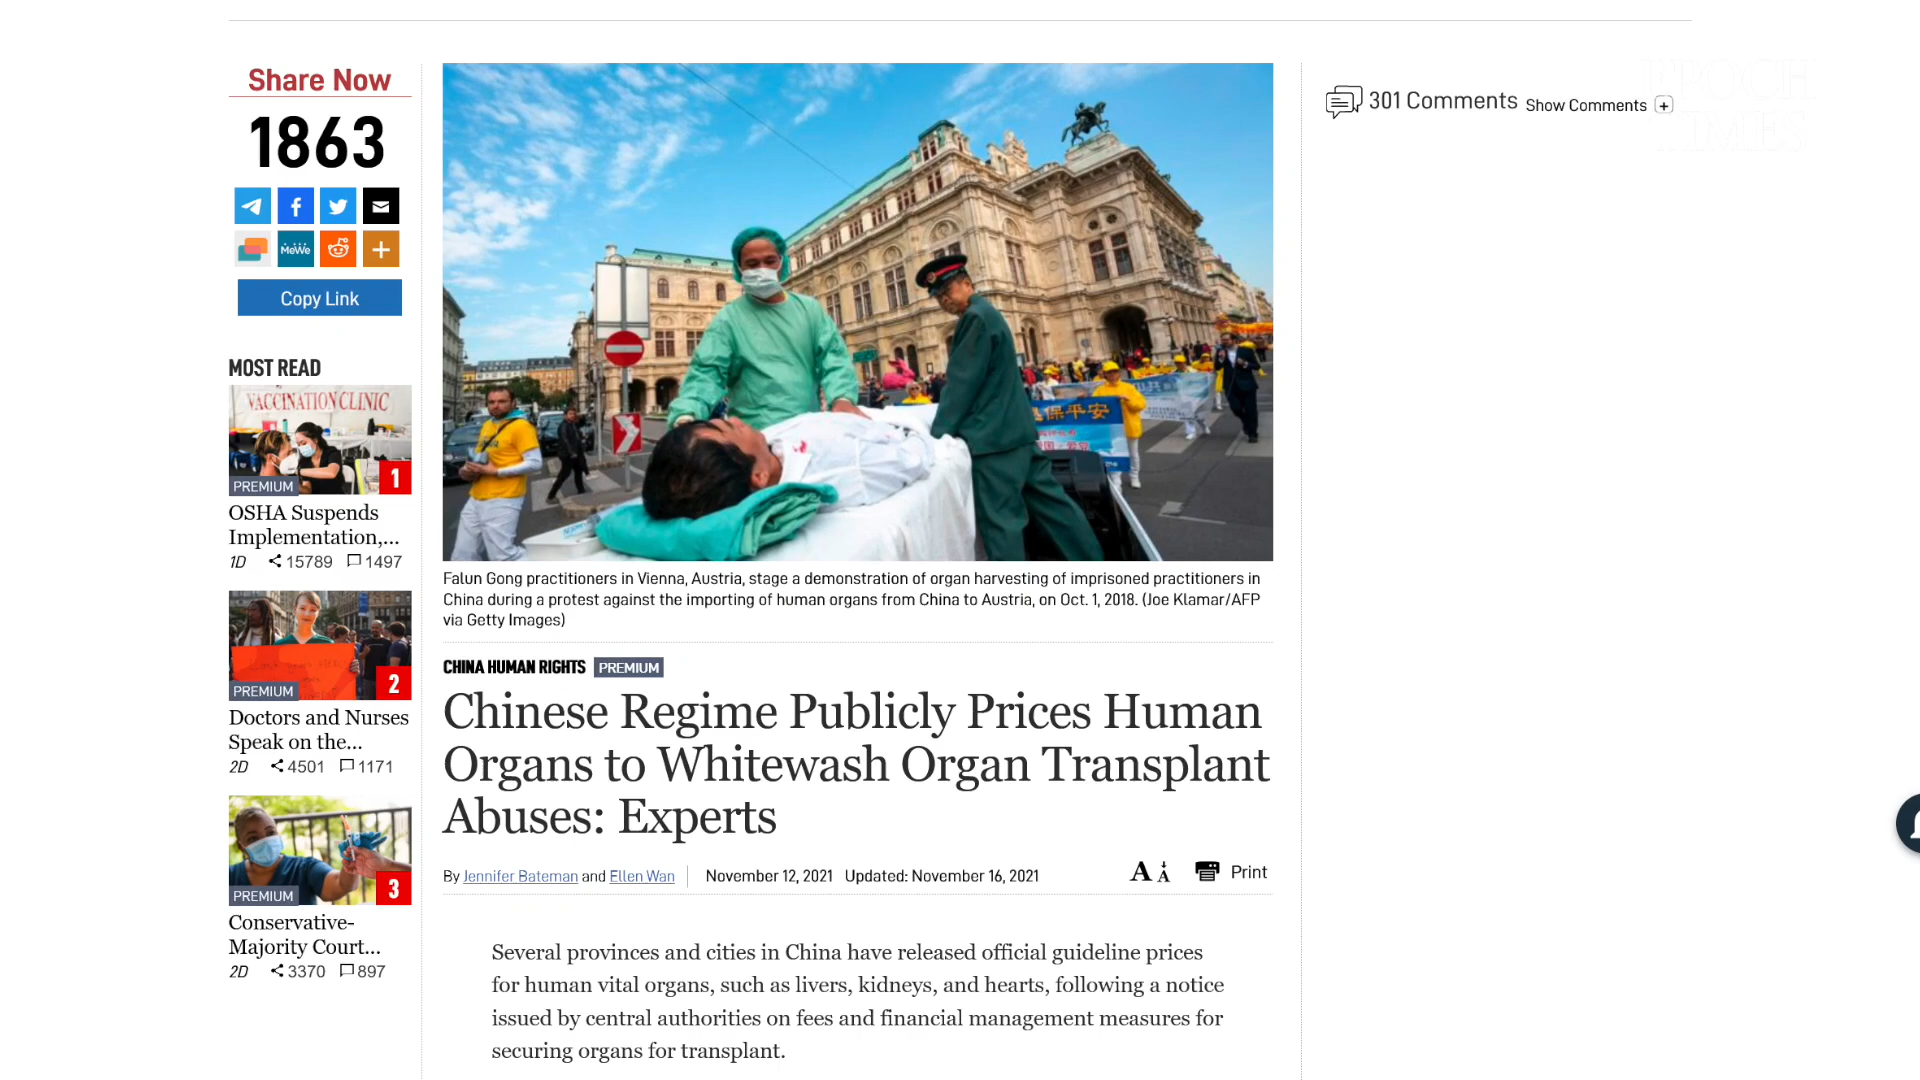 Share Now
1863
MeWe
Copy Link
MOST READ
VACCINATION CLINIC
PREMIUM
1
OSHA Suspends
Implementation,...
1D 15789 1497
PREMIUM
2
Doctors and Nurses
Speak on the...
2D 4501 1171
PREMIUM
3
Conservative-
Majority Court...
2D 3370 897
保平安
Falun Gong practitioners in Vienna, Austria, stage a demonstration of organ harvesting of imprisoned practitioners in
China during a protest against the importing of human organs from China to Austria, on Oct. 1, 2018. (Joe Klamar/AFP
via Getty Images)
CHINA HUMAN RIGHTS PREMIUM
Chinese Regime Publicly Prices Human
Organs to Whitewash Organ Transplant
Abuses: Experts
By Jennifer Bateman and Ellen Wan November 12, 2021 Updated: November 16, 2021
A A Print
Several provinces and cities in China have released official guideline prices
for human vital organs, such as livers, kidneys, and hearts, following a notice
issued by central authorities on fees and financial management measures for
securing organs for transplant.
301 Comments Show Comments +
EPOCH
TIMES